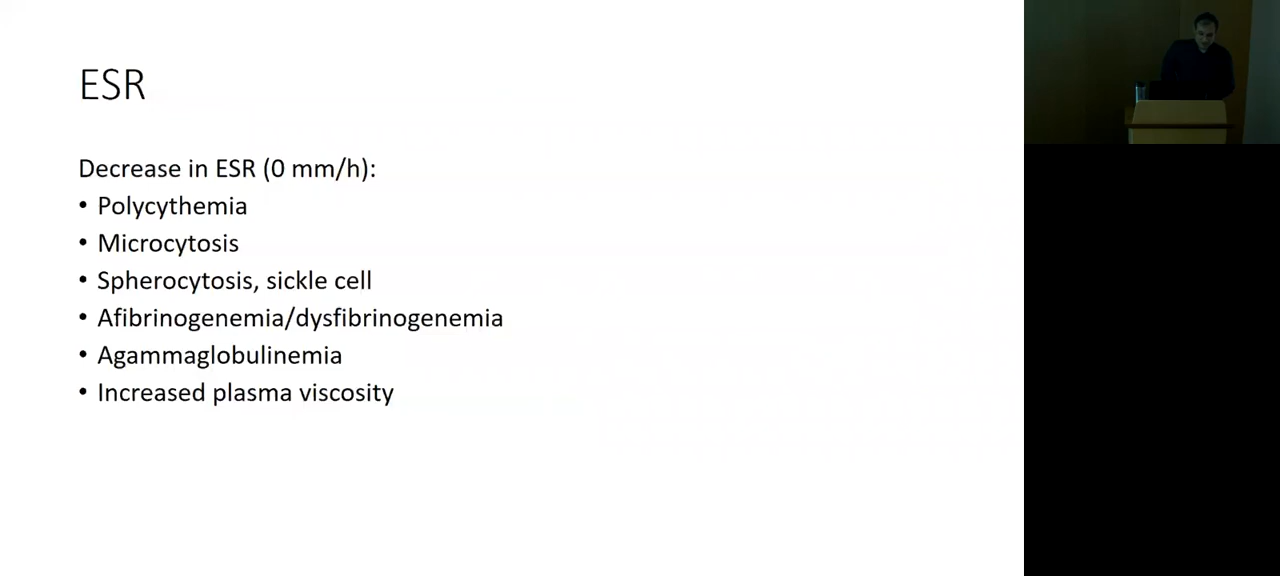 ESR
Decrease in ESR (0 mm/h):
• Polycythemia
• Microcytosis
• Spherocytosis, sickle cell
• Afibrinogenemia/dysfibrinogenemia
• Agammaglobulinemia
• Increased plasma viscosity